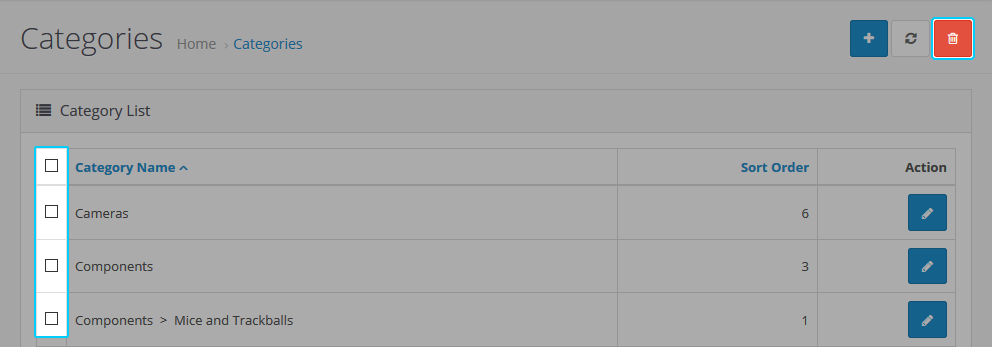 Categories Home › Categories
Category List
Category Name Sort Order Action
Cameras 6
Components 3
Components > Mice and Trackballs 1